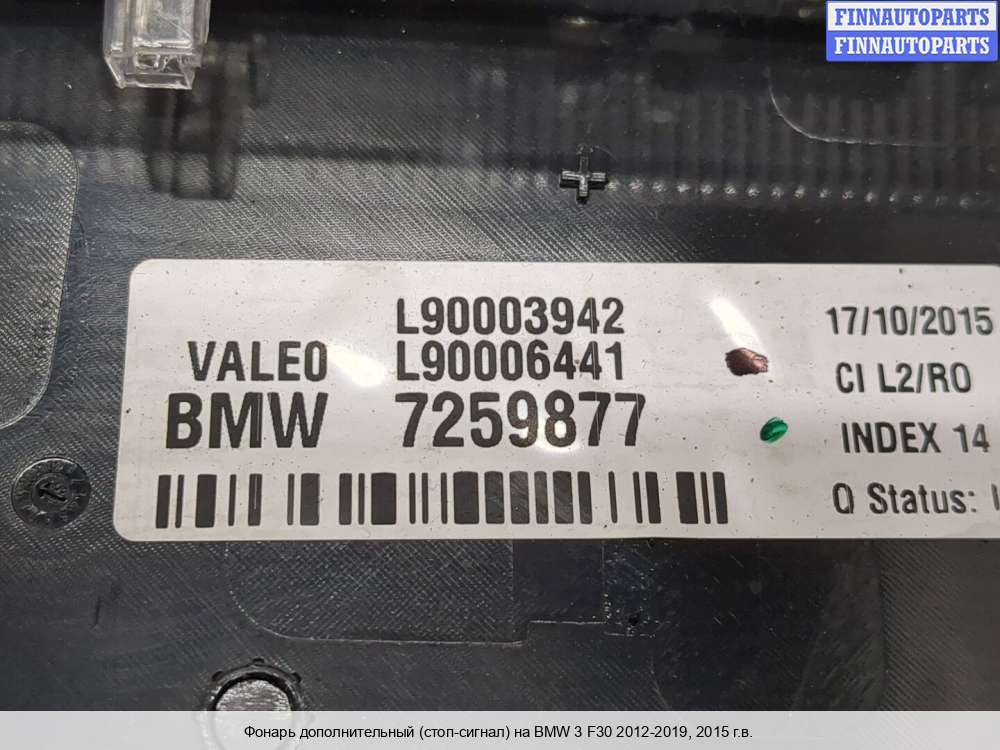 FINNAUTOPARTS
FINNAUTOPARTS
L90003942
VALEO L90006441
BMW 7259877
17/10/2015
CI L2/RO
INDEX 14
Q Status:
Фонарь дополнительный (стоп-сигнал) на BMW 3 F30 2012-2019, 2015 г.в.